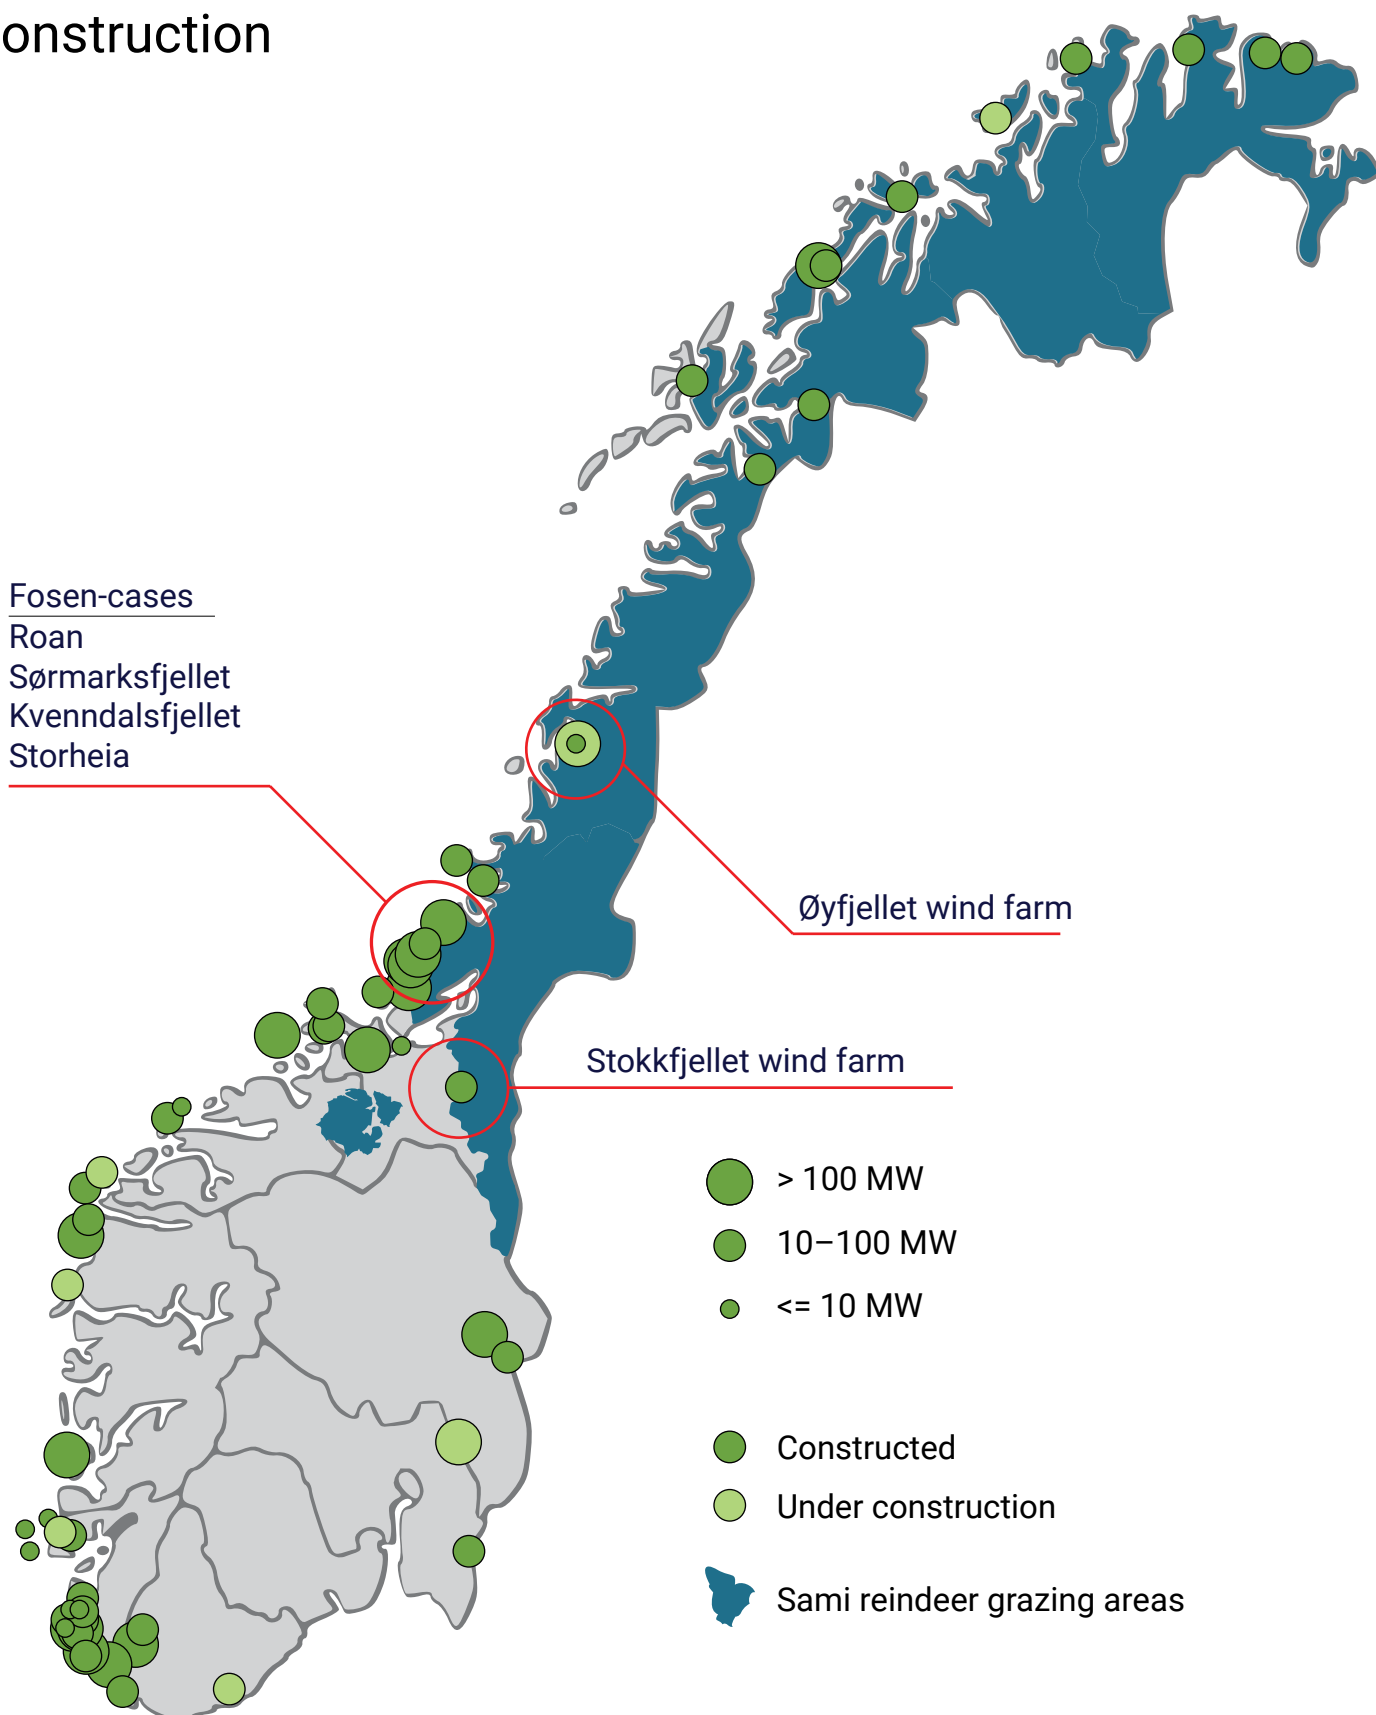 onstruction
Fosen-cases
Roan
Sørmarksfjellet
Kvenndalsfjellet
Storheia
Øyfjellet wind farm
Stokkfjellet wind farm
> 100 MW
10–100 MW
<= 10 MW
Constructed
Under construction
Sami reindeer grazing areas